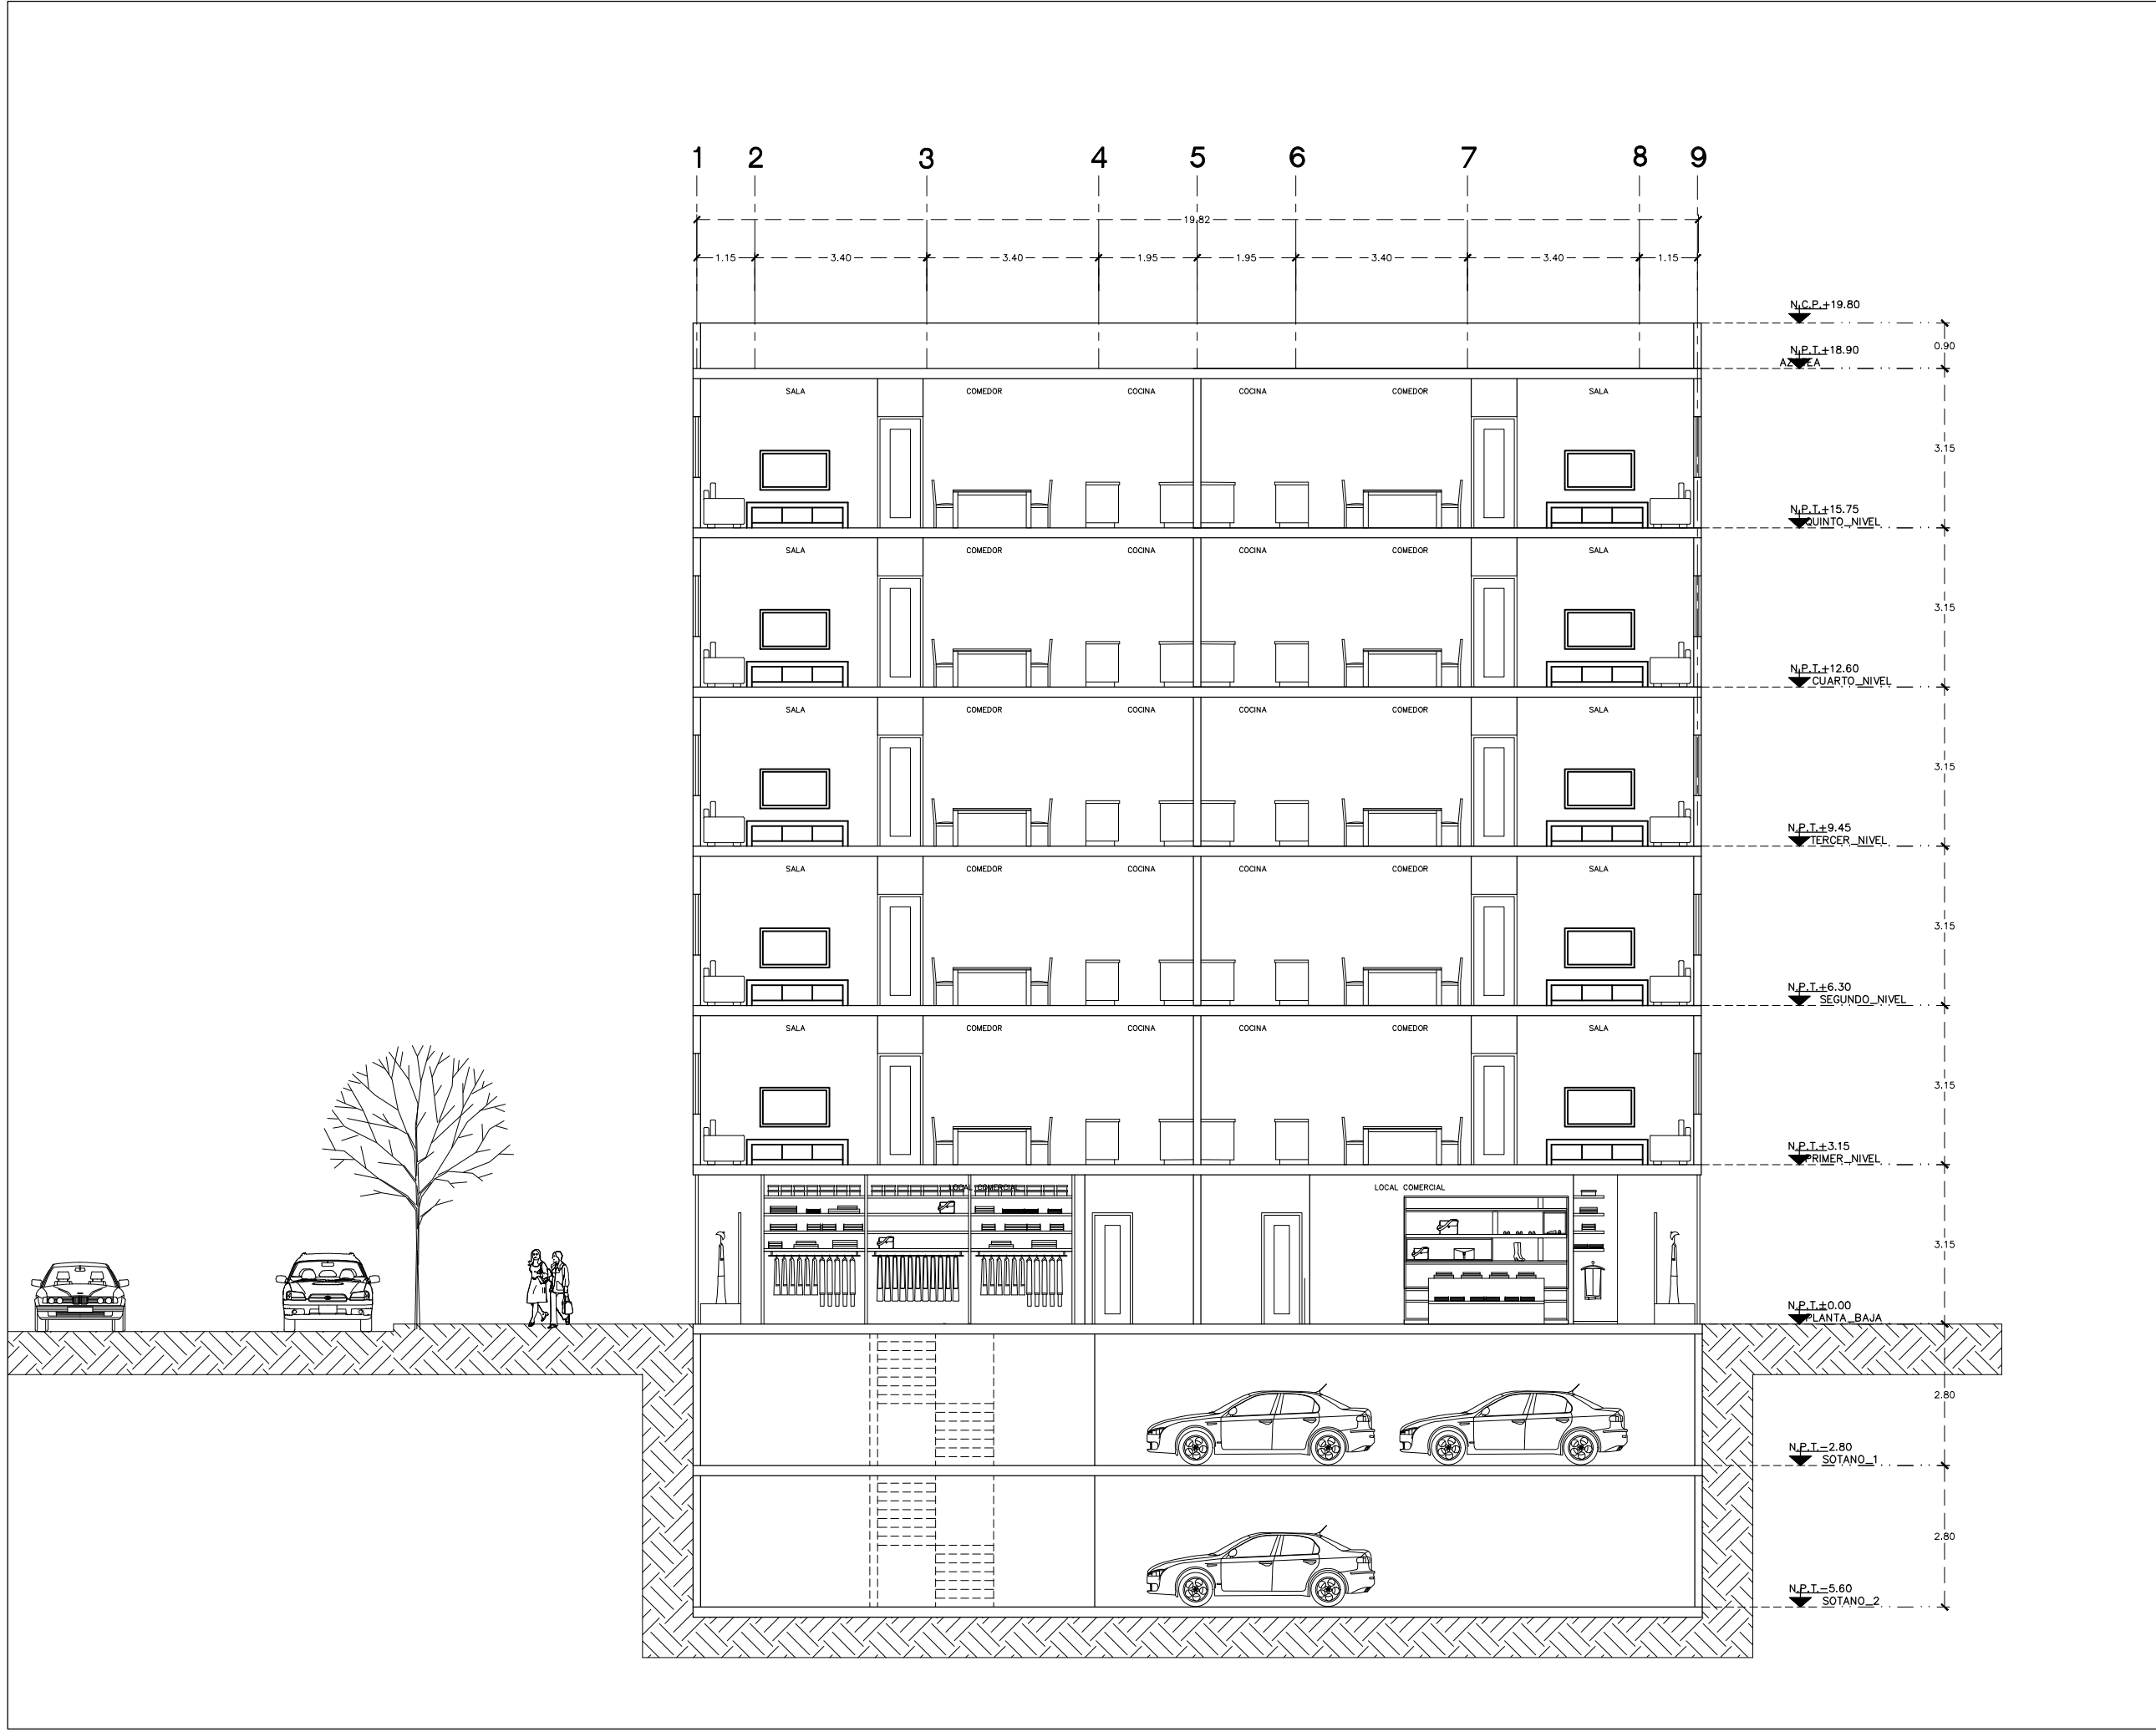 1 2 3 4 5 6 7 8 9
19.82
1.15 3.40 3.40 1.95 1.95 3.40 3.40 1.15
N.C.P.+19.80
0.90
N.P.T.+18.90
AZOTEA
SALA COMEDOR COCINA COCINA COMEDOR SALA
3.15
N.P.T.+15.75
QUINTO_NIVEL
SALA COMEDOR COCINA COCINA COMEDOR SALA
3.15
N.P.T.+12.60
CUARTO_NIVEL
SALA COMEDOR COCINA COCINA COMEDOR SALA
3.15
N.P.T.+9.45
TERCER_NIVEL
SALA COMEDOR COCINA COCINA COMEDOR SALA
3.15
N.P.T.+6.30
SEGUNDO_NIVEL
SALA COMEDOR COCINA COCINA COMEDOR SALA
3.15
N.P.T.+3.15
PRIMER_NIVEL
LOCAL COMERCIAL LOCAL COMERCIAL
3.15
N.P.T.±0.00
PLANTA_BAJA
2.80
N.P.T.−2.80
SOTANO_1
2.80
N.P.T.−5.60
SOTANO_2